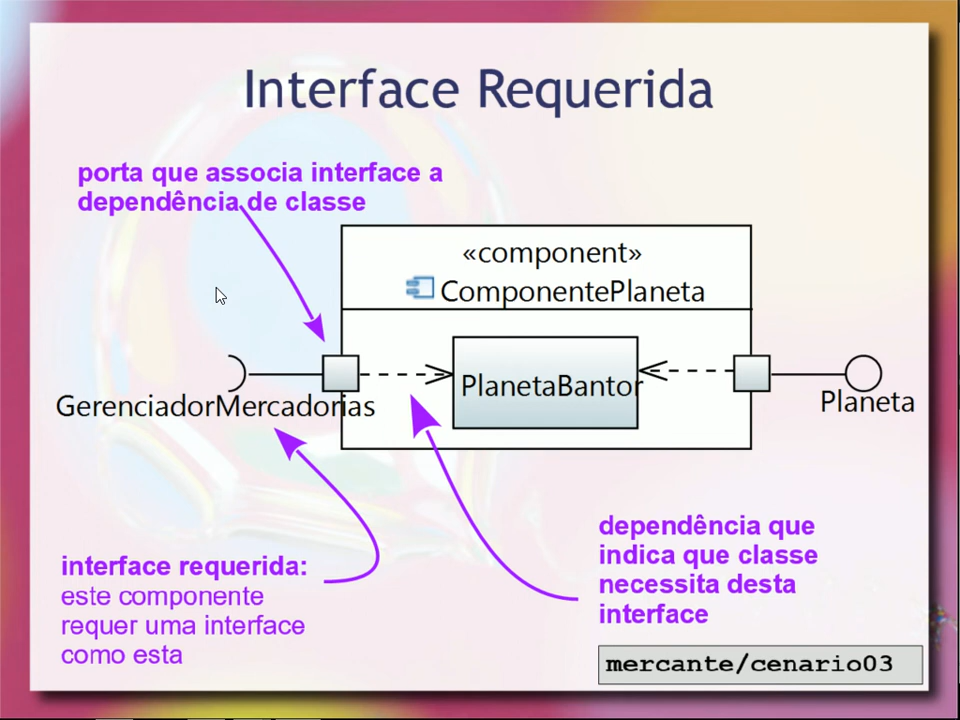 Interface Requerida
porta que associa interface a
dependência de classe
«component»
ComponentePlaneta
PlanetaBantor
GerenciadorMercadorias
Planeta
interface requerida:
este componente
requer uma interface
como esta
dependência que
indica que classe
necessita desta
interface
mercante/cenario03